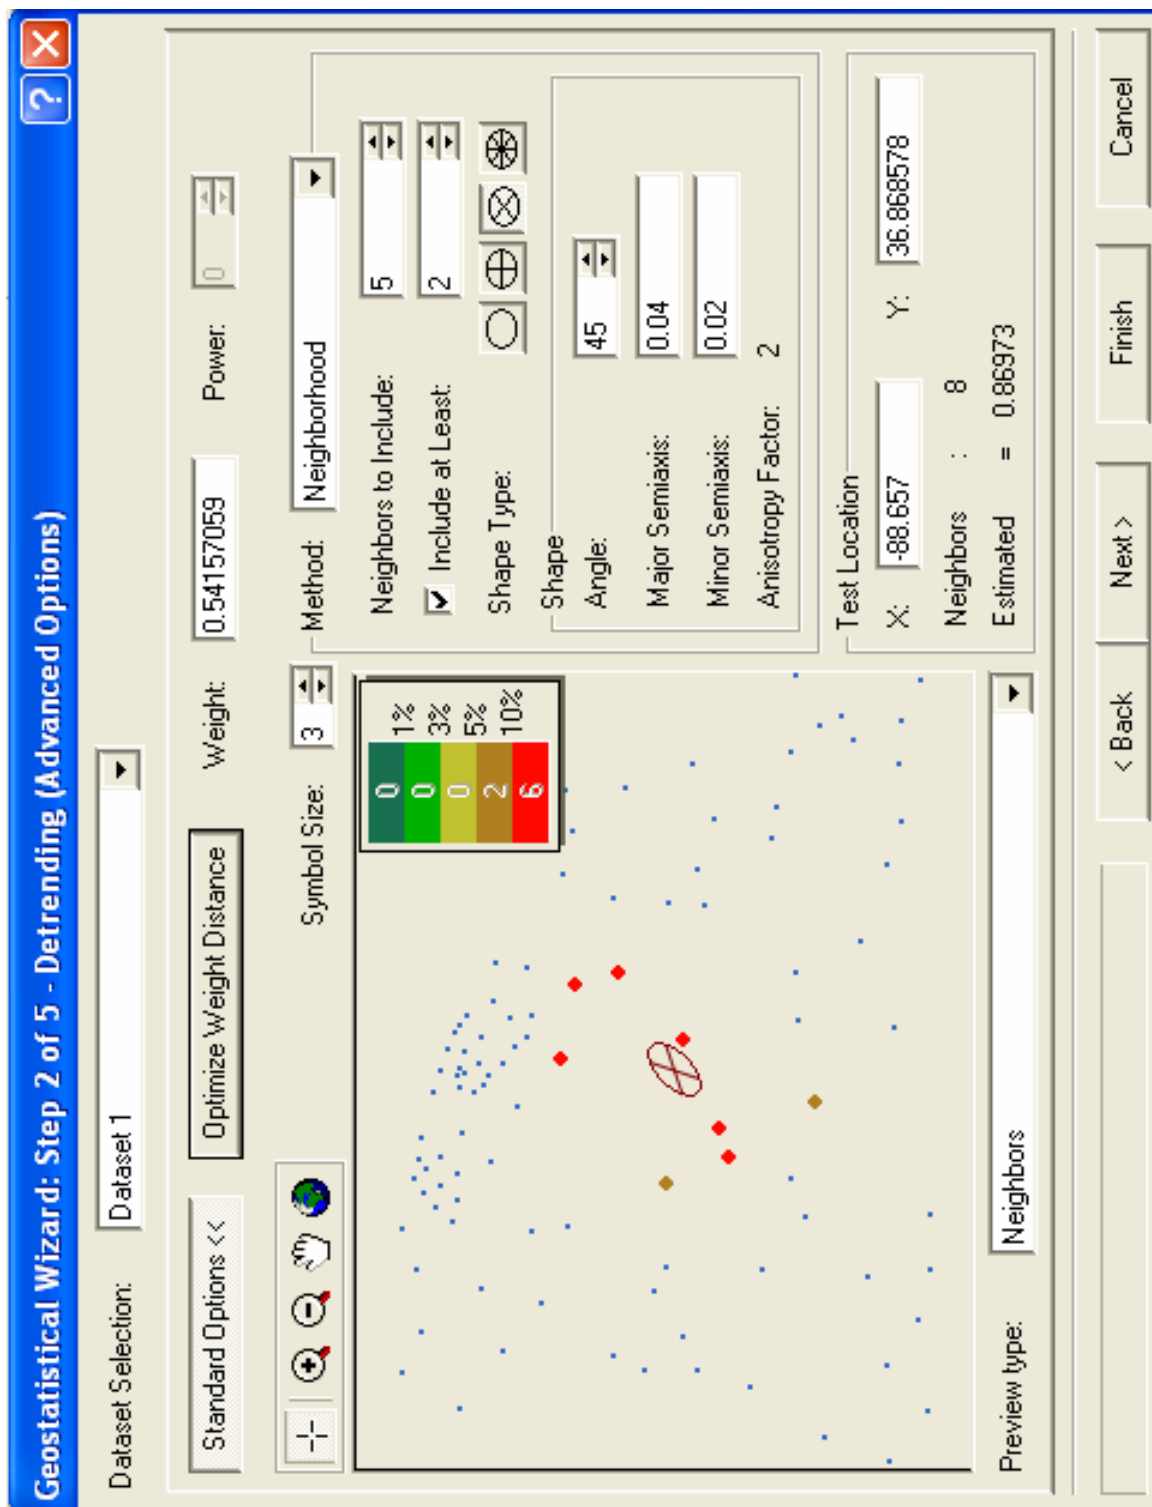 Geostatistical Wizard: Step 2 of 5 - Detrending (Advanced Options)
?
Dataset Selection: Dataset 1
Standard Options << Optimize Weight Distance Weight: 0.54157059 Power: 0
Symbol Size: 3
Method: Neighborhood
Neighbors to Include: 5
Include at Least: 2
Shape Type:
Shape
Angle: 45
Major Semiaxis: 0.04
Minor Semiaxis: 0.02
Anisotropy Factor: 2
0 1%
0 3%
0 5%
2 10%
6
Test Location
X: -88.657 Y: 36.868578
Neighbors : 8
Estimated = 0.86973
Preview type: Neighbors
< Back Next > Finish Cancel